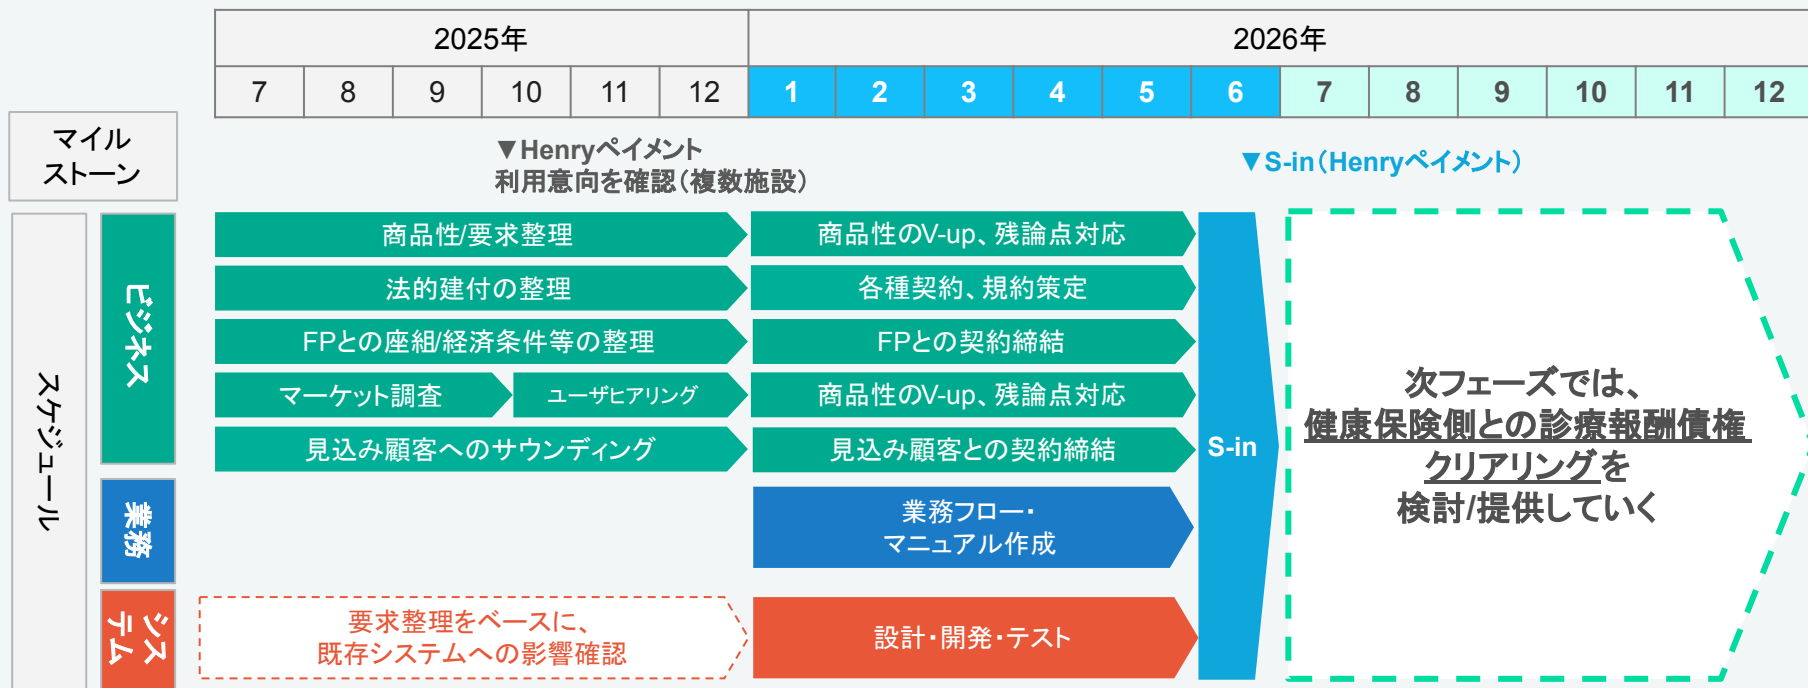 2025年
2026年
7 8 9 10 11 12 1 2 3 4 5 6 7 8 9 10 11 12
マイル
ストーン
▼Henryペイメント
利用意向を確認（複数施設）
▼S-in（Henryペイメント）
スケジュール
ビジネス
商品性/要求整理
商品性のV-up、残論点対応
法的建付の整理
各種契約、規約策定
FPとの座組/経済条件等の整理
FPとの契約締結
マーケット調査
ユーザヒアリング
商品性のV-up、残論点対応
見込み顧客へのサウンディング
見込み顧客との契約締結
業務
業務フロー・
マニュアル作成
システム
要求整理をベースに、
既存システムへの影響確認
設計・開発・テスト
S-in
次フェーズでは、
健康保険側との診療報酬債権
クリアリングを
検討/提供していく